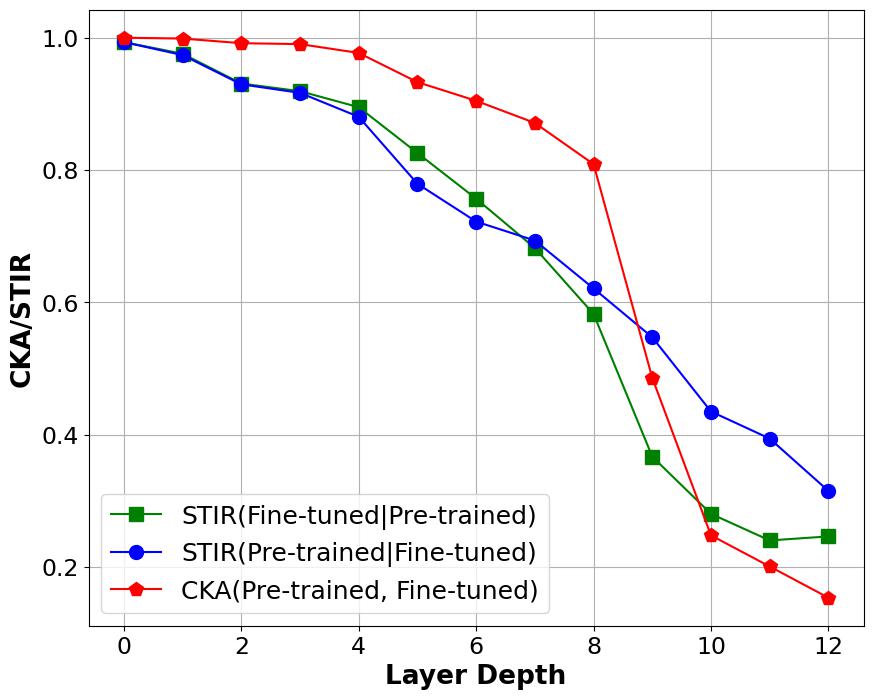 1.0
0.8
0.6
0.4
0.2
CKA/STIR
STIR(Fine-tuned|Pre-trained)
STIR(Pre-trained|Fine-tuned)
CKA(Pre-trained, Fine-tuned)
0 2 4 6 8 10 12
Layer Depth